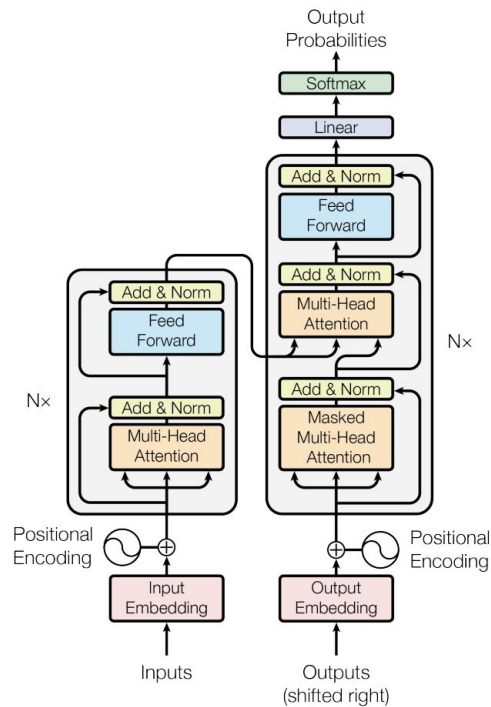 Output
Probabilities
Softmax
Linear
Add & Norm
Feed
Forward
Add & Norm
Multi-Head
Attention
Add & Norm
Masked
Multi-Head
Attention
N×
Positional
Encoding
Output
Embedding
Outputs
(shifted right)
Add & Norm
Feed
Forward
Add & Norm
Multi-Head
Attention
N×
Positional
Encoding
Input
Embedding
Inputs